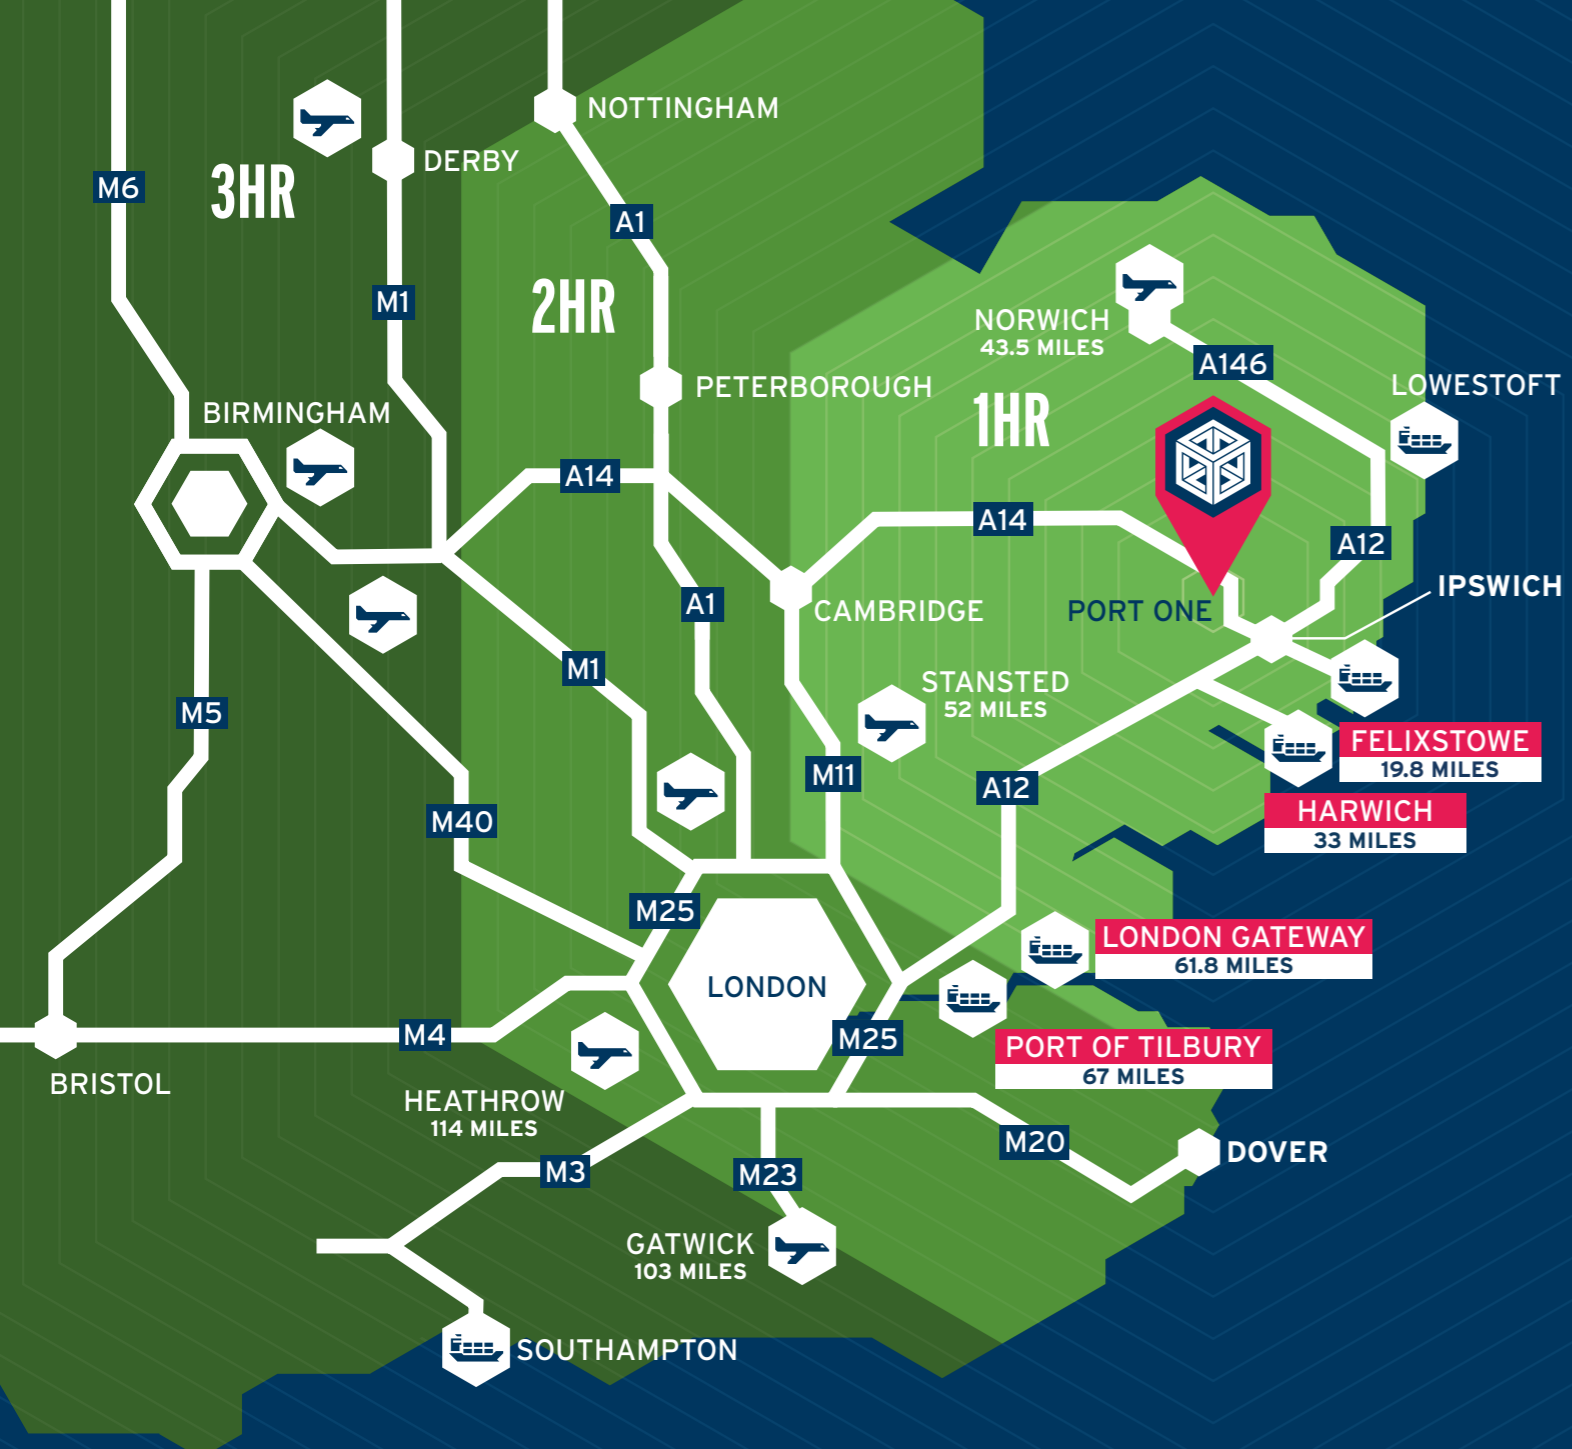 NOTTINGHAM
DERBY
3HR
M6
A1
M1
2HR
NORWICH
43.5 MILES
A146
LOWESTOFT
PETERBOROUGH
1HR
BIRMINGHAM
A14
A14
A12
IPSWICH
A1
CAMBRIDGE
PORT ONE
M1
STANSTED
52 MILES
M5
FELIXSTOWE
19.8 MILES
M11
A12
HARWICH
33 MILES
M40
M25
LONDON GATEWAY
61.8 MILES
LONDON
M4
M25
PORT OF TILBURY
67 MILES
BRISTOL
HEATHROW
114 MILES
M20
DOVER
M3
M23
GATWICK
103 MILES
SOUTHAMPTON